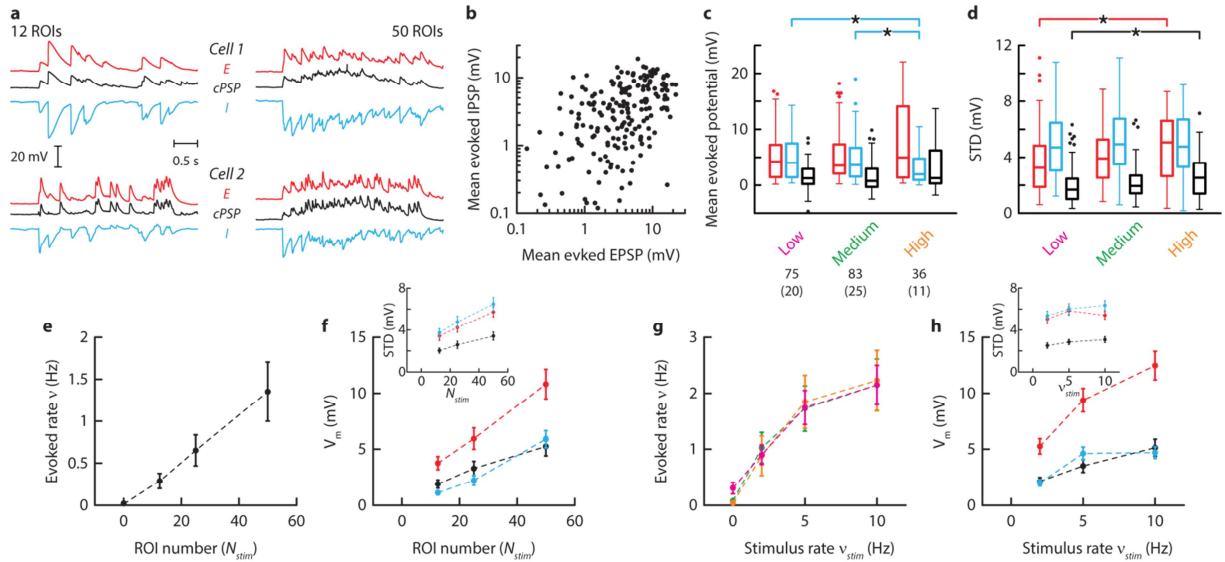 a
12 ROIs
Cell 1
50 ROIs
E
cPSP
I
20 mV
0.5 s
Cell 2
E
cPSP
I
b
Mean evoked IPSP (mV)
10
1
0.1
0.1
1
10
Mean evked EPSP (mV)
c
*
*
Mean evoked potential (mV)
20
10
5
0
Low
Medium
High
75
83
36
(20)
(25)
(11)
d
*
*
STD (mV)
12
8
4
0
Low
Medium
High
e
Evoked rate ν (Hz)
2
1.5
1
0.5
0
0
20
40
60
ROI number (Nstim)
f
STD (mV)
8
4
0
0
20
40
60
Nstim
Vm (mV)
15
10
5
0
0
20
40
60
ROI number (Nstim)
g
Evoked rate ν (Hz)
3
2
1
0
0
5
10
Stimulus rate νstim (Hz)
h
STD (mV)
8
4
0
0
5
10
νstim
Vm (mV)
15
10
5
0
0
5
10
Stimulus rate νstim (Hz)